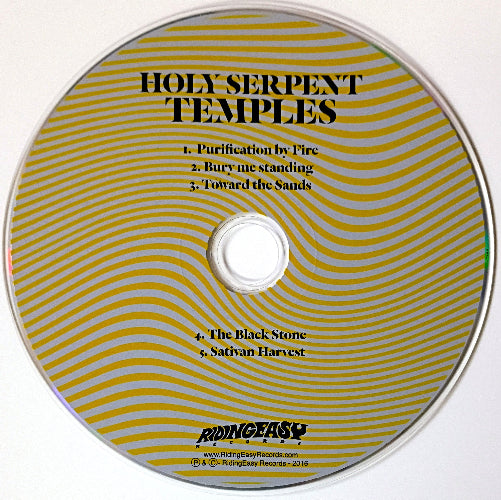 HOLY SERPENT
TEMPLES
1. Purification by Fire
2. Bury me standing
3. Toward the Sands
4. The Black Stone
5. Sativan Harvest
RIDINGEASY
RECORDS
www.RidingEasyRecords.com
Ⓟ & ©- RidingEasy Records - 2016